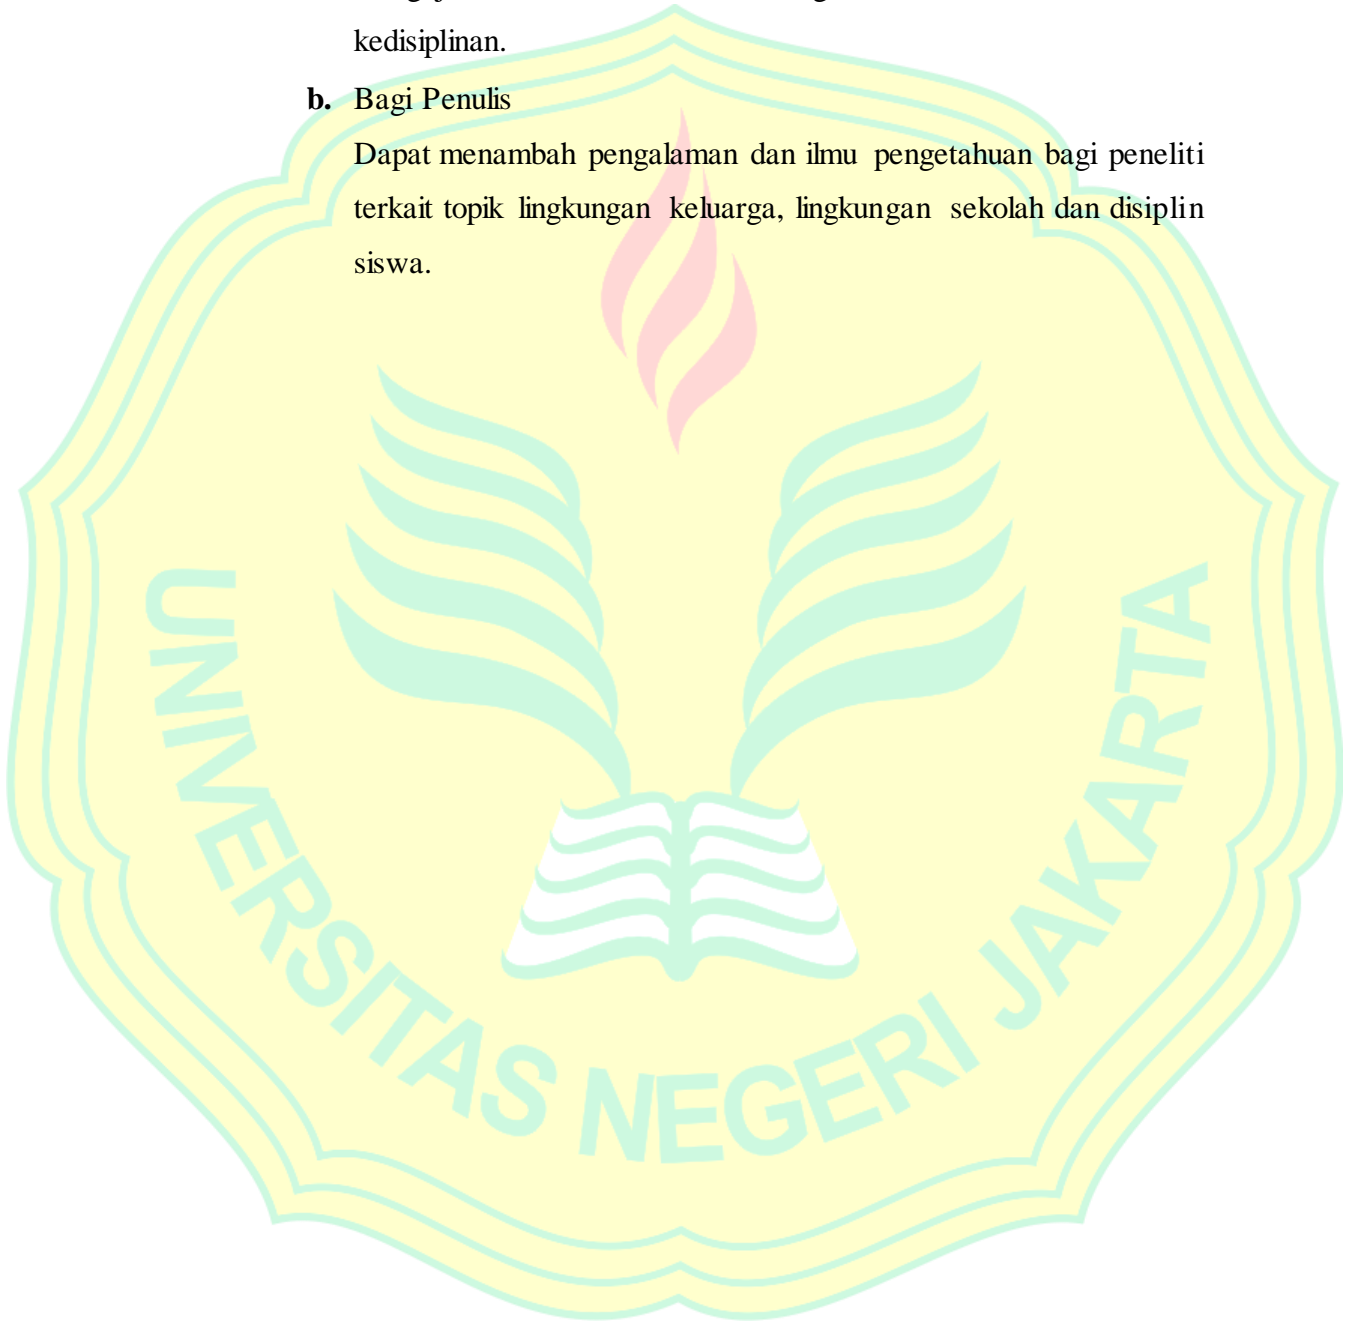 kedisiplinan.
b. Bagi Penulis
Dapat menambah pengalaman dan ilmu pengetahuan bagi peneliti
terkait topik lingkungan keluarga, lingkungan sekolah dan disiplin
siswa.
UNIVERSITAS NEGERI JAKARTA